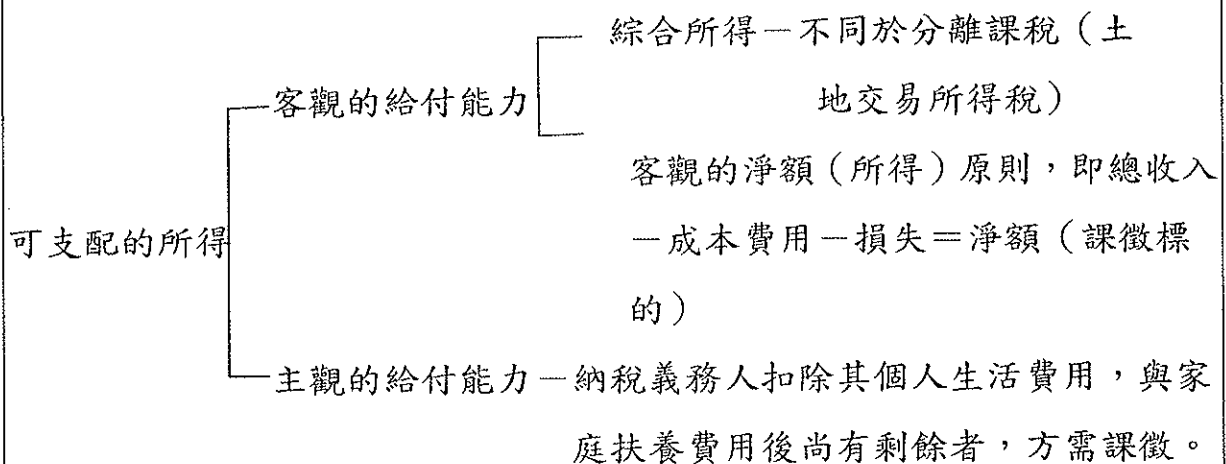 綜合所得－不同於分離課稅（土
地交易所得稅）
客觀的給付能力
客觀的淨額（所得）原則，即總收入
－成本費用－損失＝淨額（課徵標
的）
可支配的所得
主觀的給付能力－納稅義務人扣除其個人生活費用，與家
庭扶養費用後尚有剩餘者，方需課徵。